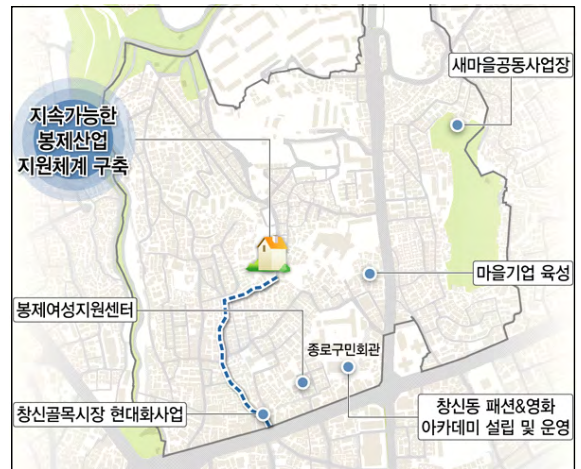 새마을공동사업장
지속가능한
봉제산업
지원체계 구축
마을기업 육성
봉제여성지원센터
종로구민회관
창신골목시장 현대화사업
창신동 패션&영화
아카데미 설립 및 운영